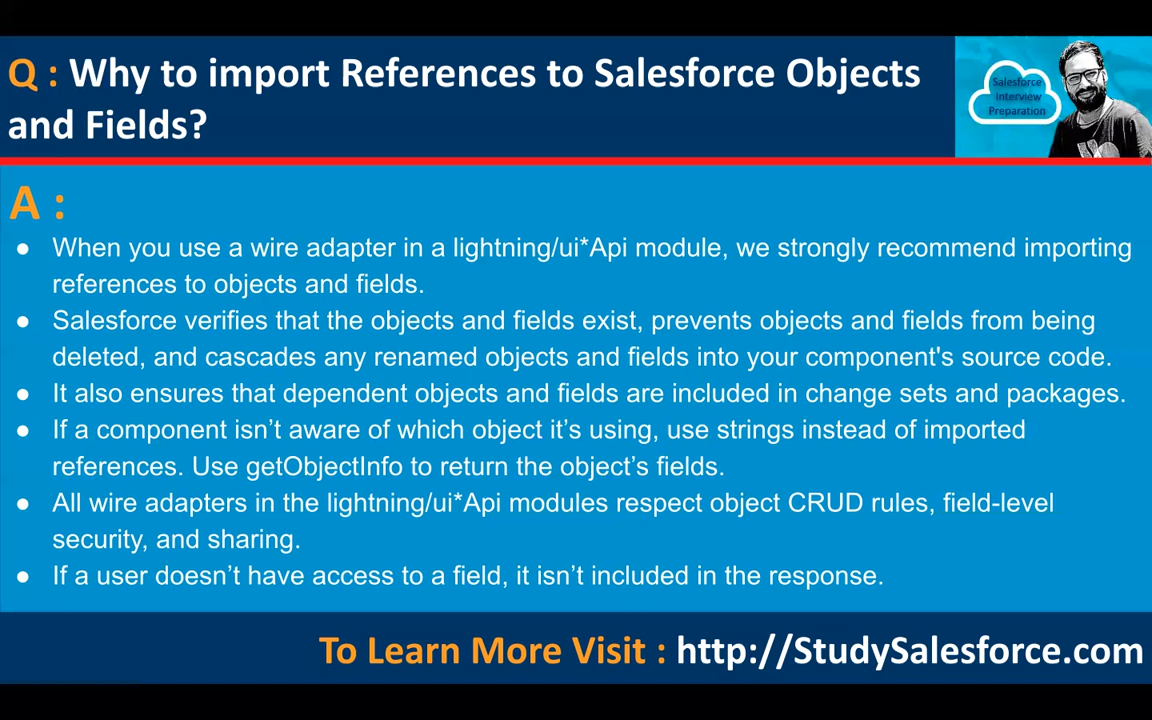 Q : Why to import References to Salesforce Objects
and Fields?
Salesforce
Interview
Preparation
A :
● When you use a wire adapter in a lightning/ui*Api module, we strongly recommend importing
references to objects and fields.
● Salesforce verifies that the objects and fields exist, prevents objects and fields from being
deleted, and cascades any renamed objects and fields into your component's source code.
● It also ensures that dependent objects and fields are included in change sets and packages.
● If a component isn’t aware of which object it’s using, use strings instead of imported
references. Use getObjectInfo to return the object’s fields.
● All wire adapters in the lightning/ui*Api modules respect object CRUD rules, field-level
security, and sharing.
● If a user doesn’t have access to a field, it isn’t included in the response.
To Learn More Visit : http://StudySalesforce.com